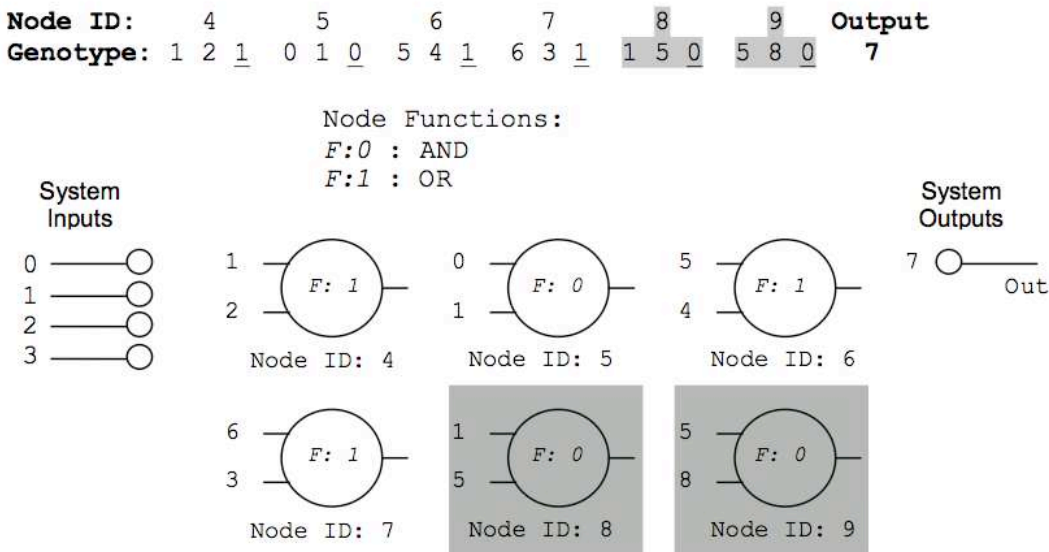 Node ID: 4 5 6 7 8 9 Output
Genotype: 1 2 1 0 1 0 5 4 1 6 3 1 1 5 0 5 8 0 7
Node Functions:
F:0 : AND
F:1 : OR
System
Inputs
System
Outputs
0
1
2
3
1
2
F: 1
Node ID: 4
0
1
F: 0
Node ID: 5
5
4
F: 1
Node ID: 6
7
Out
6
3
F: 1
Node ID: 7
1
5
F: 0
Node ID: 8
5
8
F: 0
Node ID: 9